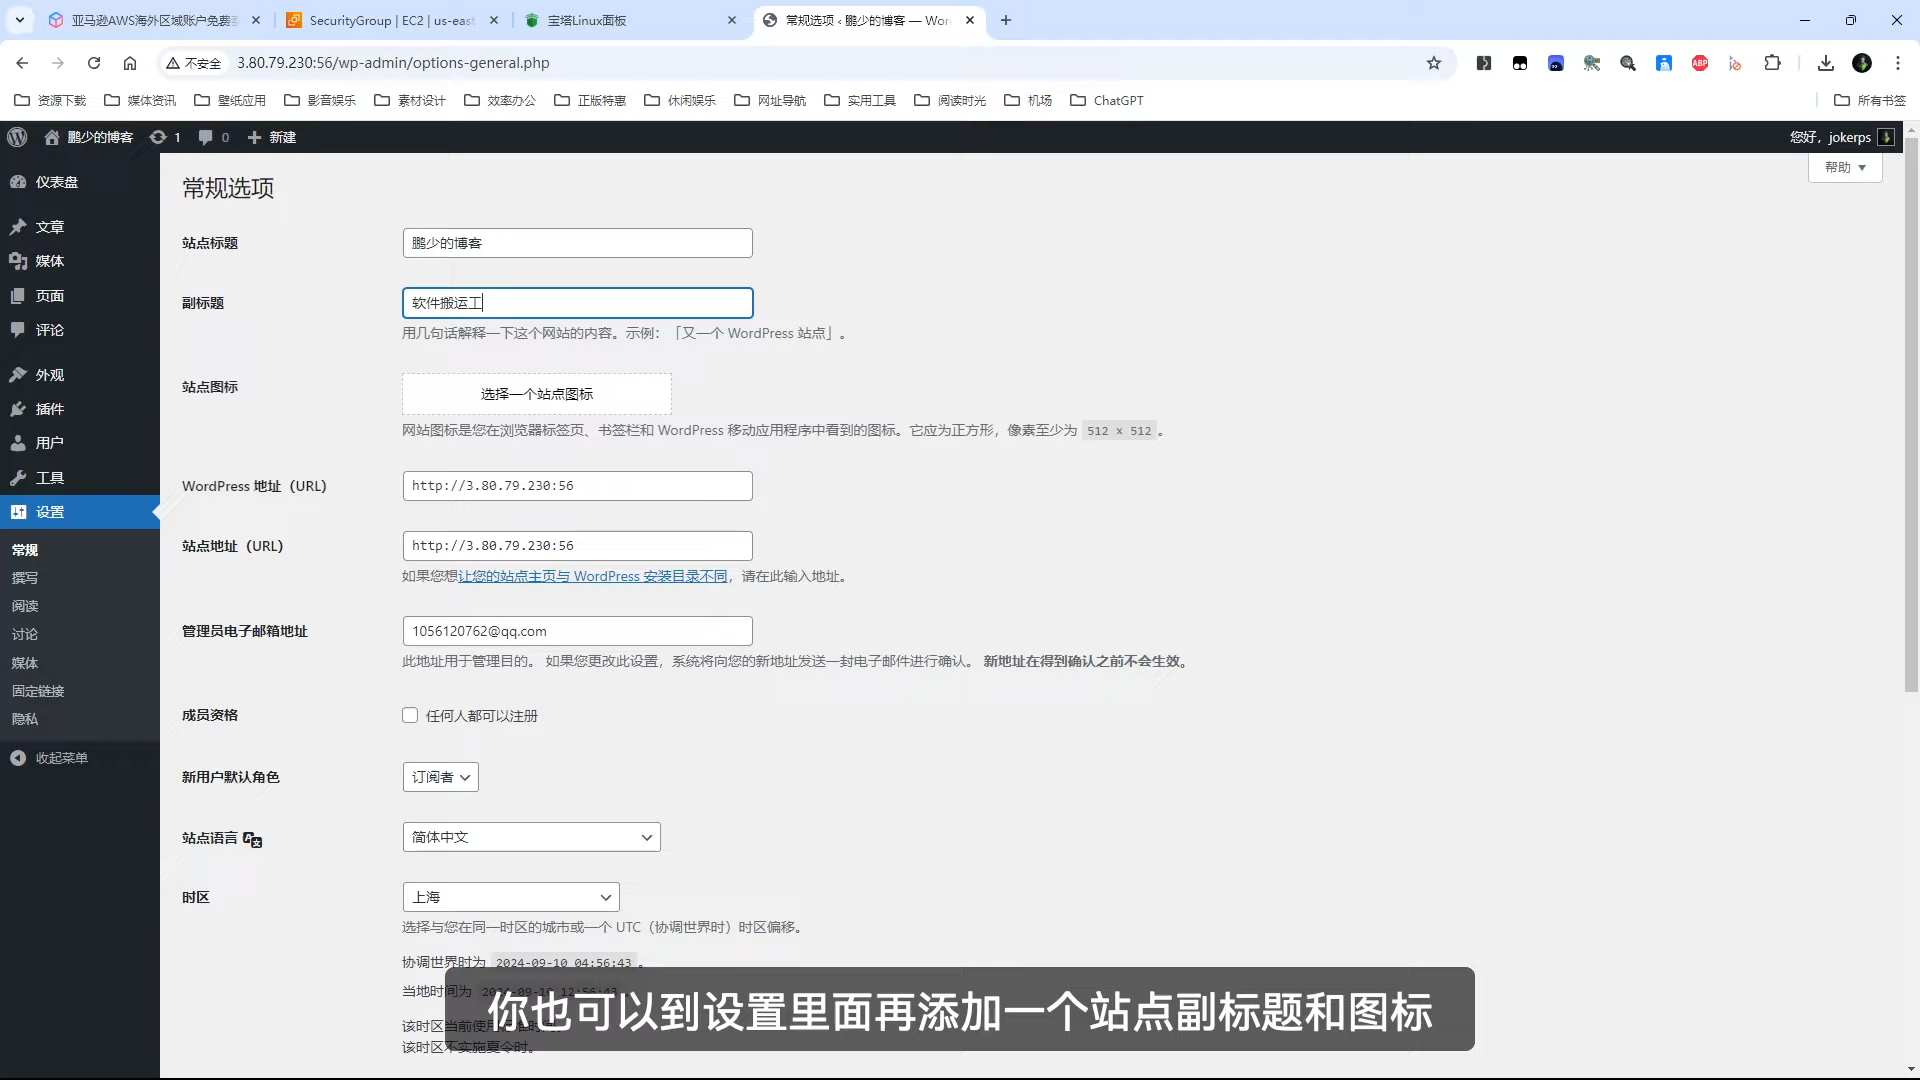 亚马逊AWS海外区域账户免费
SecurityGroup | EC2 | us-east
宝塔Linux面板
常规选项 ‹ 鹏少的博客 — Wor
不安全
3.80.79.230:56/wp-admin/options-general.php
资源下载
媒体资讯
壁纸应用
影音娱乐
素材设计
效率办公
正版特惠
休闲娱乐
网址导航
实用工具
阅读时光
机场
ChatGPT
所有书签
鹏少的博客
1
0
新建
您好，jokerps
帮助
仪表盘
文章
媒体
页面
评论
外观
插件
用户
工具
设置
常规
撰写
阅读
讨论
媒体
固定链接
隐私
收起菜单
常规选项
站点标题
鹏少的博客
副标题
软件搬运工
用几句话解释一下这个网站的内容。示例：「又一个 WordPress 站点」。
站点图标
选择一个站点图标
网站图标是您在浏览器标签页、书签栏和 WordPress 移动应用程序中看到的图标。它应为正方形，像素至少为 512 × 512 。
WordPress 地址（URL）
http://3.80.79.230:56
站点地址（URL）
http://3.80.79.230:56
如果您想让您的站点主页与 WordPress 安装目录不同，请在此输入地址。
管理员电子邮箱地址
1056120762@qq.com
此地址用于管理目的。 如果您更改此设置，系统将向您的新地址发送一封电子邮件进行确认。 新地址在得到确认之前不会生效。
成员资格
任何人都可以注册
新用户默认角色
订阅者
站点语言
简体中文
时区
上海
选择与您在同一时区的城市或一个 UTC（协调世界时）时区偏移。
协调世界时为 2024-09-10 04:56:43 。
当地时间为 2024-09-10 12:56:43
该时区当前使用标准时间。
该时区不实施夏令时。
你也可以到设置里面再添加一个站点副标题和图标